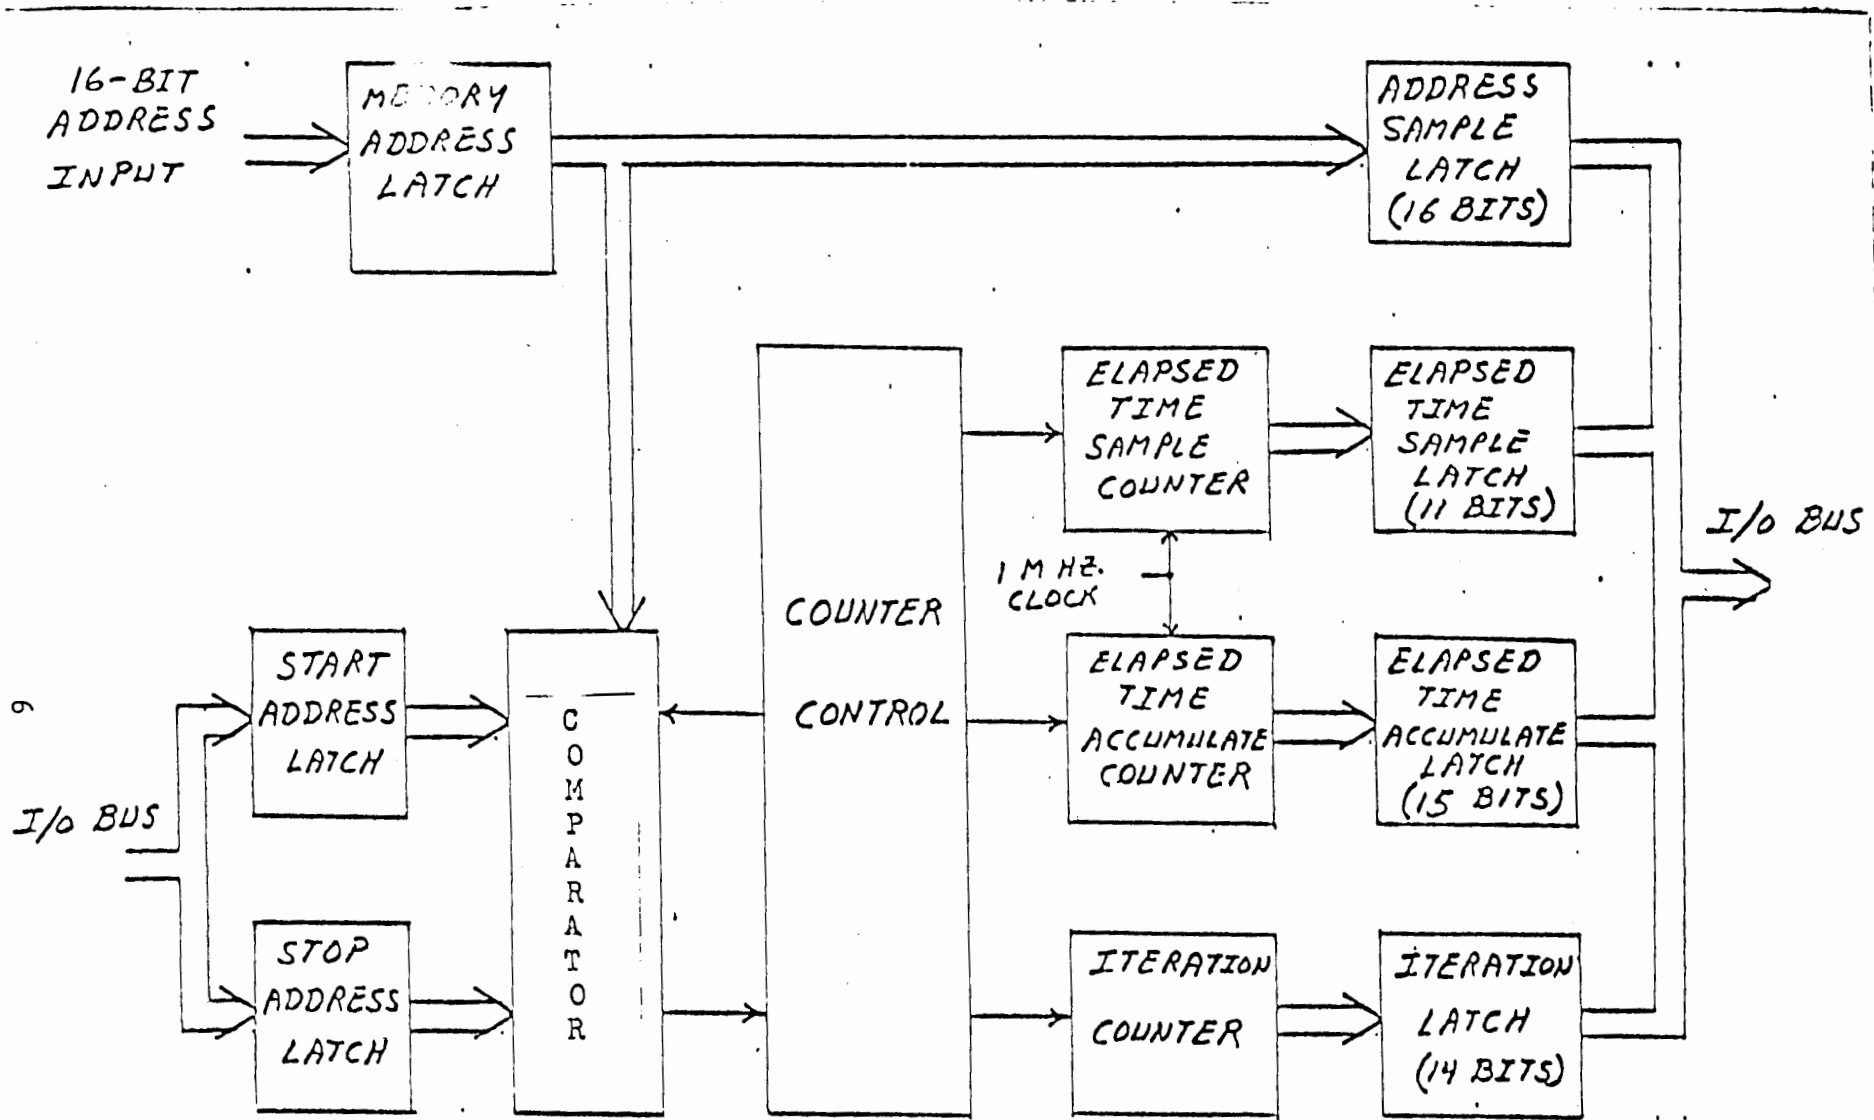 16-BIT
ADDRESS
INPUT
MEMORY
ADDRESS
LATCH
ADDRESS
SAMPLE
LATCH
(16 BITS)
ELAPSED
TIME
SAMPLE
COUNTER
ELAPSED
TIME
SAMPLE
LATCH
(11 BITS)
I/O BUS
1 MHZ.
CLOCK
COUNTER
CONTROL
START
ADDRESS
LATCH
COMPARATOR
ELAPSED
TIME
ACCUMULATE
COUNTER
ELAPSED
TIME
ACCUMULATE
LATCH
(15 BITS)
I/O BUS
STOP
ADDRESS
LATCH
ITERATION
COUNTER
ITERATION
LATCH
(14 BITS)